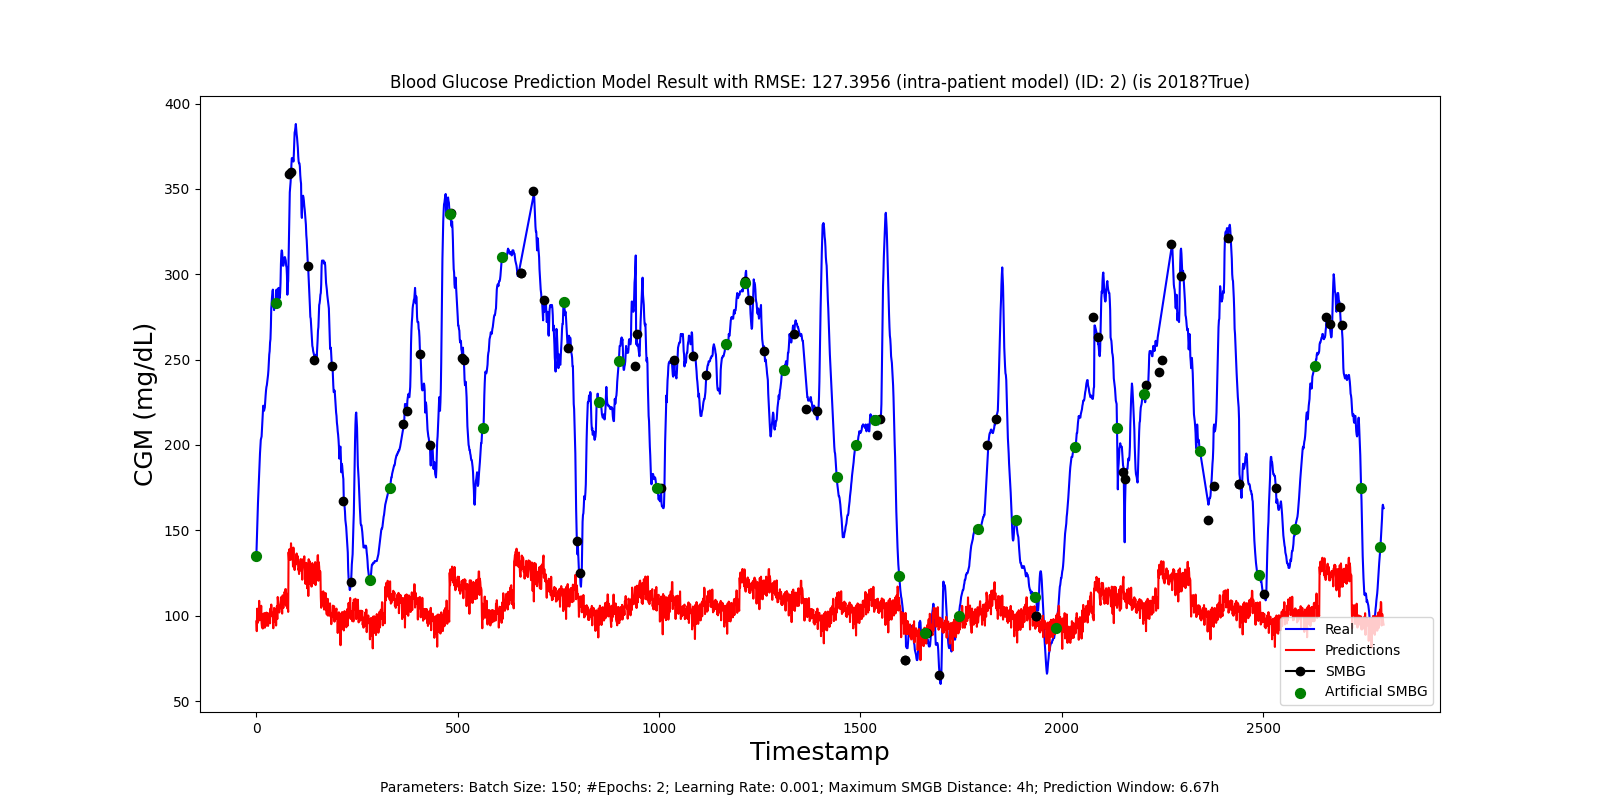 Blood Glucose Prediction Model Result with RMSE: 127.3956 (intra-patient model) (ID: 2) (is 2018?True)
400
350
300
250
200
150
100
50
CGM (mg/dL)
0 500 1000 1500 2000 2500
Timestamp
Real
Predictions
SMBG
Artificial SMBG
Parameters: Batch Size: 150; #Epochs: 2; Learning Rate: 0.001; Maximum SMGB Distance: 4h; Prediction Window: 6.67h